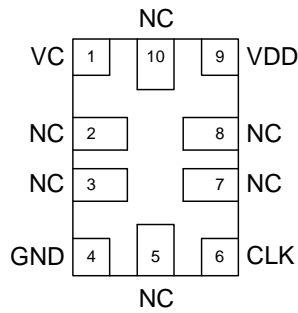 NC
VC 1 10 9 VDD
NC 2 8 NC
NC 3 7 NC
GND 4 5 6 CLK
NC